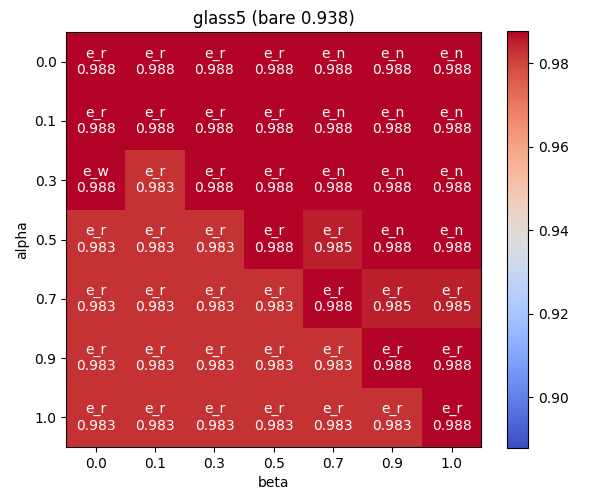 glass5 (bare 0.938)
0.0 e_r e_r e_r e_r e_n e_n e_n
0.988 0.988 0.988 0.988 0.988 0.988 0.988
0.1 e_r e_r e_r e_r e_n e_n e_n
0.988 0.988 0.988 0.988 0.988 0.988 0.988
0.3 e_w e_r e_r e_r e_n e_n e_n
0.988 0.983 0.988 0.988 0.988 0.988 0.988
0.5 e_r e_r e_r e_r e_r e_n e_n
0.983 0.983 0.983 0.988 0.985 0.988 0.988
0.7 e_r e_r e_r e_r e_r e_r e_r
0.983 0.983 0.983 0.983 0.988 0.985 0.985
0.9 e_r e_r e_r e_r e_r e_r e_r
0.983 0.983 0.983 0.983 0.983 0.988 0.988
1.0 e_r e_r e_r e_r e_r e_r e_r
0.983 0.983 0.983 0.983 0.983 0.983 0.988
0.0 0.1 0.3 0.5 0.7 0.9 1.0
beta
alpha
0.98
0.96
0.94
0.92
0.90